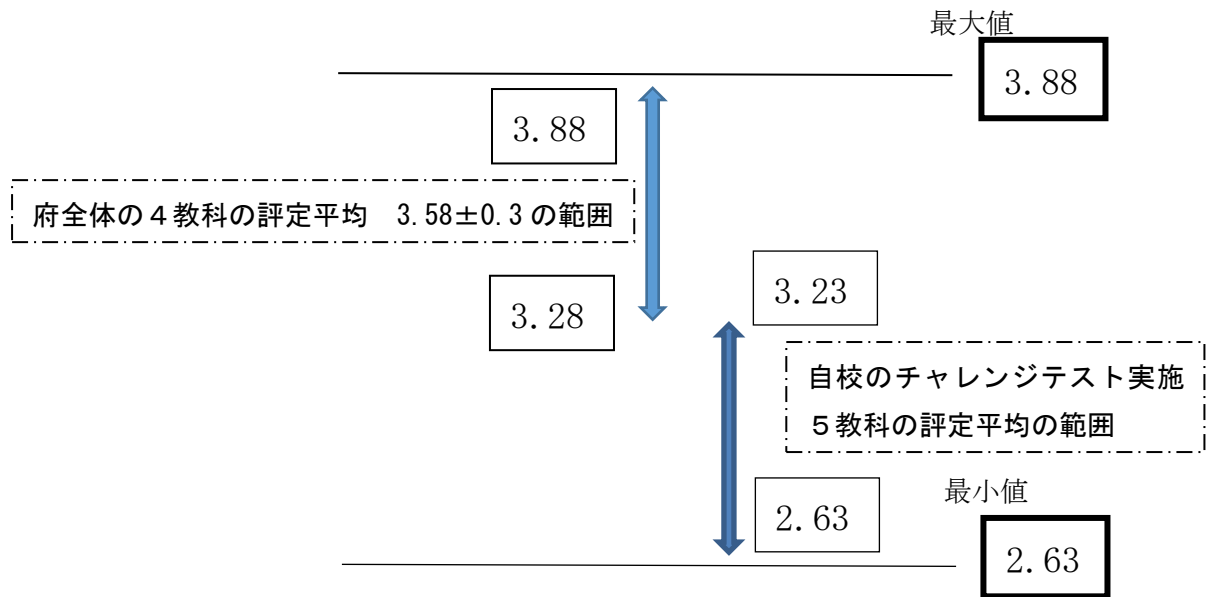 最大値
3.88
3.88
府全体の４教科の評定平均　3.58±0.3の範囲
3.28
3.23
自校のチャレンジテスト実施
５教科の評定平均の範囲
2.63
最小値
2.63